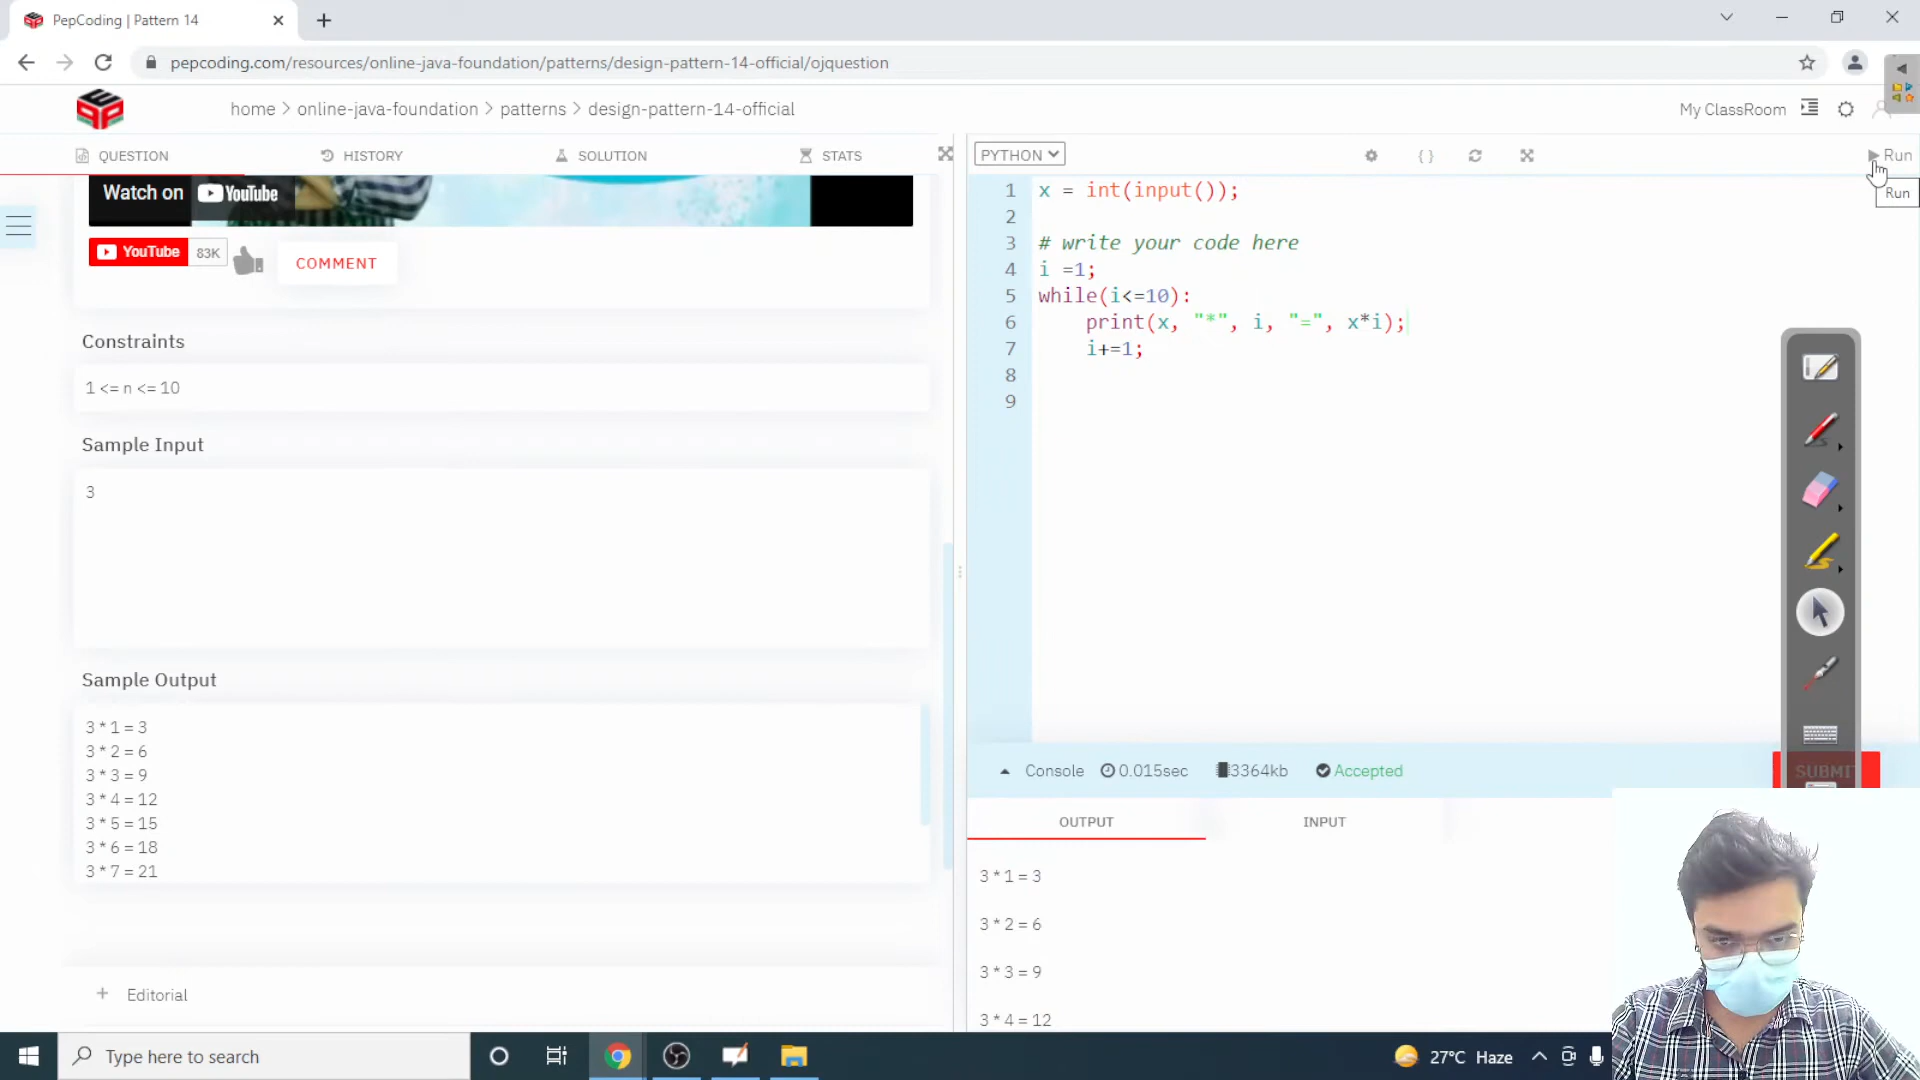 PepCoding | Pattern 14
pepcoding.com/resources/online-java-foundation/patterns/design-pattern-14-official/ojquestion
home > online-java-foundation > patterns > design-pattern-14-official
My ClassRoom
QUESTION
HISTORY
SOLUTION
STATS
Watch on YouTube
YouTube 83K
COMMENT
Constraints
1 <= n <= 10
Sample Input
3
Sample Output
3 * 1 = 3
3 * 2 = 6
3 * 3 = 9
3 * 4 = 12
3 * 5 = 15
3 * 6 = 18
3 * 7 = 21
+ Editorial
PYTHON
{ }
Run
Run
1 x = int(input());
2
3 # write your code here
4 i =1;
5 while(i<=10):
6 print(x, "*", i, "=", x*i);
7 i+=1;
8
9
Console 0.015sec 3364kb Accepted
SUBMI
OUTPUT
INPUT
3 * 1 = 3
3 * 2 = 6
3 * 3 = 9
3 * 4 = 12
Type here to search
27°C Haze